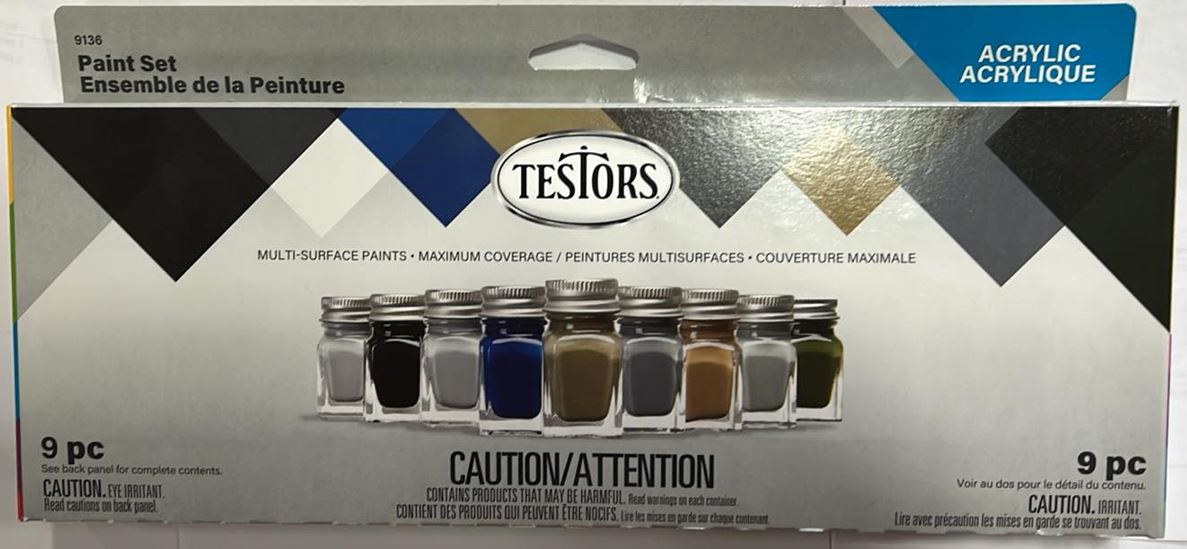 9136
Paint Set
Ensemble de la Peinture
ACRYLIC
ACRYLIQUE
TESTORS
MULTI-SURFACE PAINTS • MAXIMUM COVERAGE / PEINTURES MULTISURFACES • COUVERTURE MAXIMALE
9 pc
See back panel for complete contents.
CAUTION. EYE IRRITANT.
Read cautions on back panel.
CAUTION/ATTENTION
CONTAINS PRODUCTS THAT MAY BE HARMFUL. Read warnings on each container.
CONTIENT DES PRODUITS QUI PEUVENT ÊTRE NOCIFS. Lire les mises en garde sur chaque contenant.
9 pc
Voir au dos pour le détail du contenu.
CAUTION. IRRITANT.
Lire avec précaution les mises en garde se trouvant au dos.